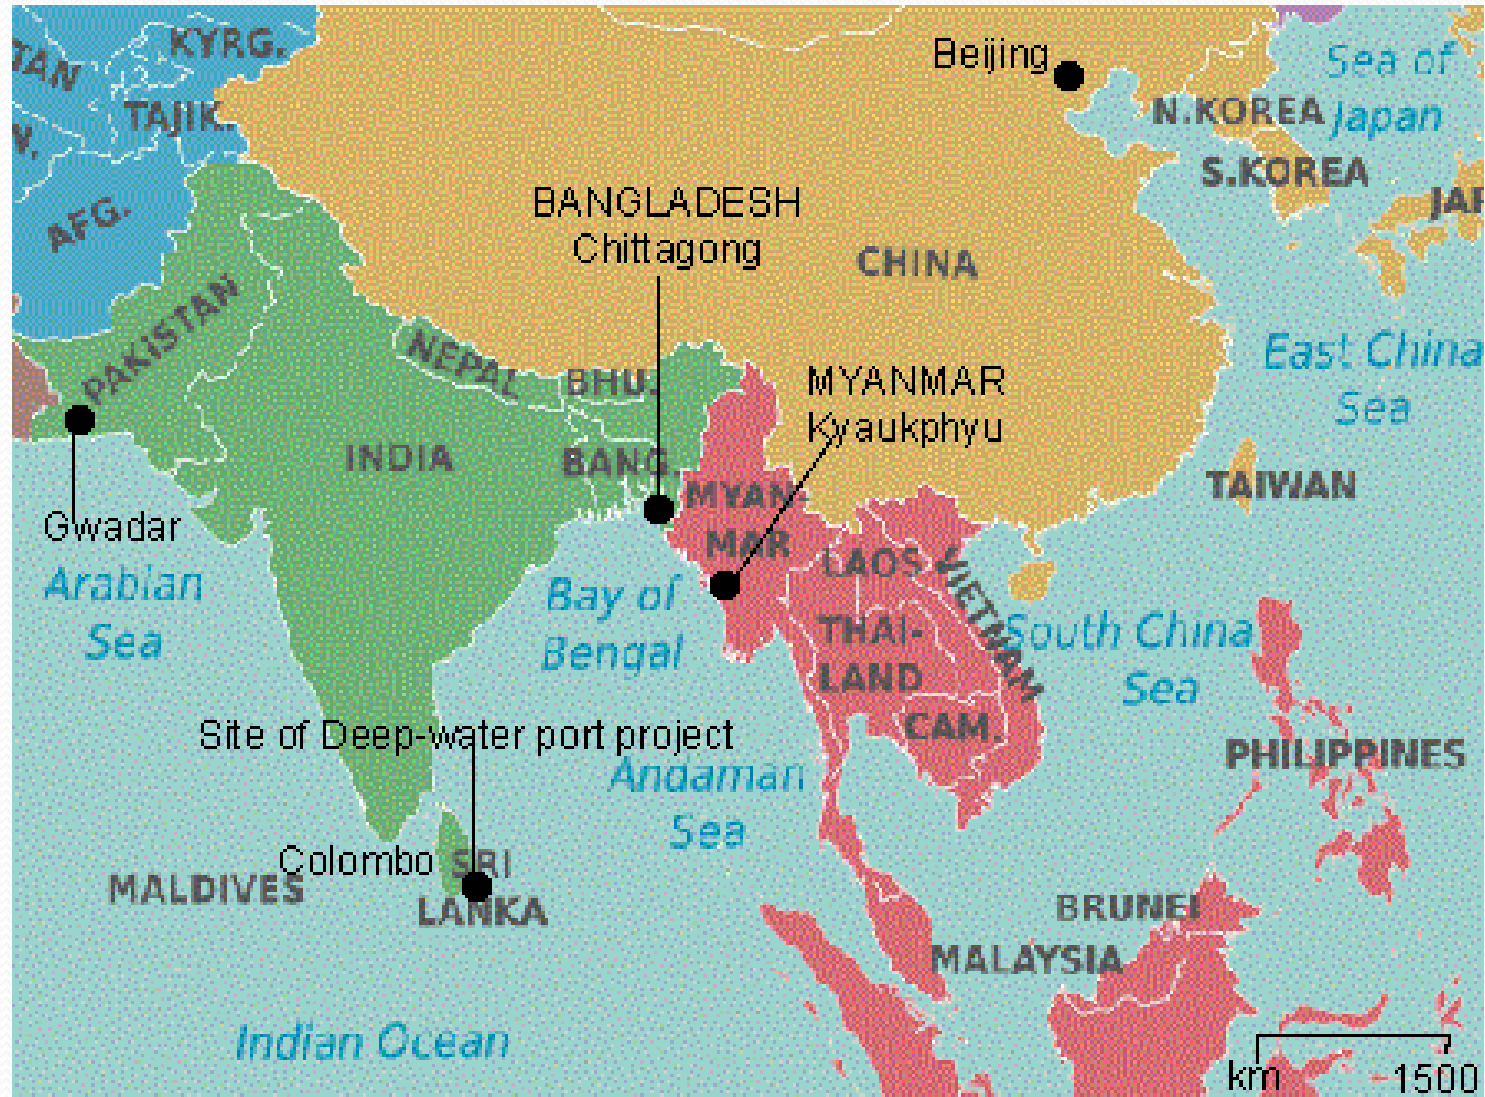 KYRG.
TAN
TAJIK.
V.
AFG.
Beijing
Sea of
Japan
N.KOREA
S.KOREA
JAP
BANGLADESH
Chittagong
CHINA
PAKISTAN
NEPAL
BHU.
East China
Sea
MYANMAR
Kyaukphyu
INDIA
BANG.
TAIWAN
MYAN-
MAR
Gwadar
Arabian
Sea
Bay of
Bengal
LAOS
VIETNAM
THAI-
LAND
South China
Sea
CAM.
Site of Deep-water port project
Andaman
Sea
PHILIPPINES
Colombo
SRI
LANKA
MALDIVES
BRUNEI
MALAYSIA
Indian Ocean
km
1500